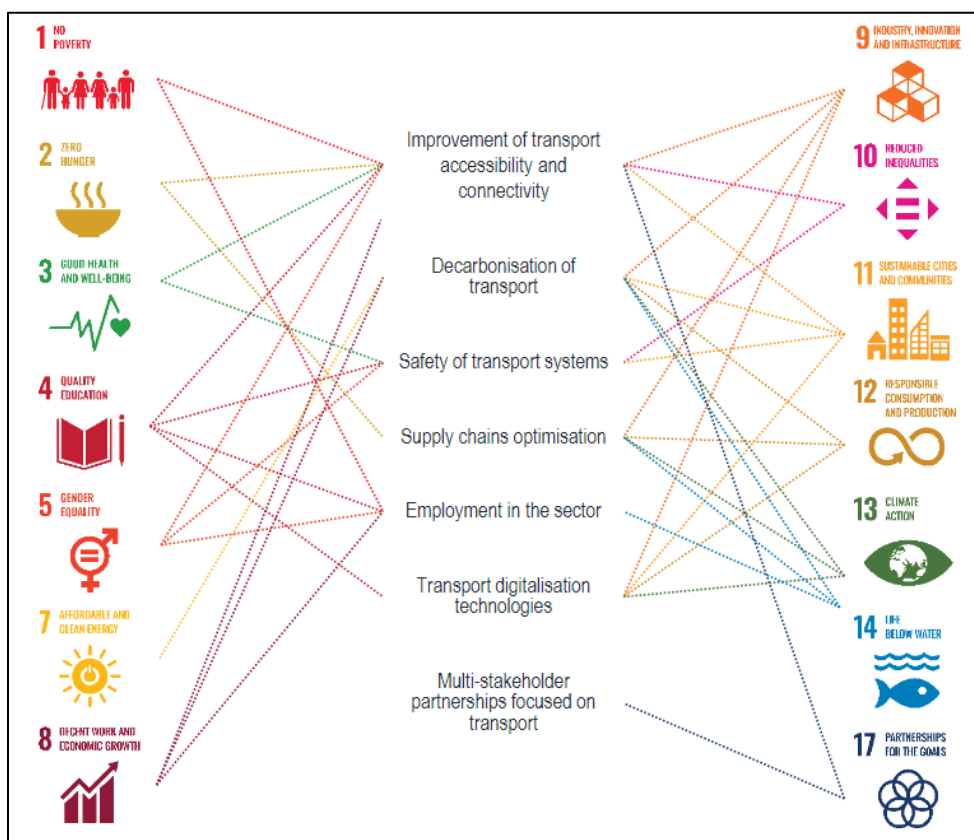 1 NO
POVERTY
2 ZERO
HUNGER
3 GOOD HEALTH
AND WELL-BEING
4 QUALITY
EDUCATION
5 GENDER
EQUALITY
7 AFFORDABLE AND
CLEAN ENERGY
8 DECENT WORK AND
ECONOMIC GROWTH
Improvement of transport
accessibility and
connectivity
Decarbonisation of
transport
Safety of transport systems
Supply chains optimisation
Employment in the sector
Transport digitalisation
technologies
Multi-stakeholder
partnerships focused on
transport
9 INDUSTRY, INNOVATION
AND INFRASTRUCTURE
10 REDUCED
INEQUALITIES
11 SUSTAINABLE CITIES
AND COMMUNITIES
12 RESPONSIBLE
CONSUMPTION
AND PRODUCTION
13 CLIMATE
ACTION
14 LIFE
BELOW WATER
17 PARTNERSHIPS
FOR THE GOALS